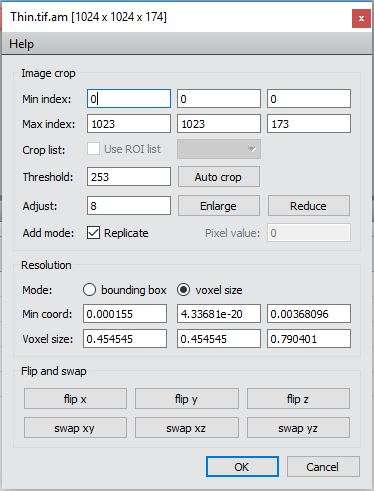 Thin.tif.am [1024 x 1024 x 174] x
Help
Image crop
Min index: 0 0 0
Max index: 1023 1023 173
Crop list: Use ROI list
Threshold: 253 Auto crop
Adjust: 8 Enlarge Reduce
Add mode: Replicate Pixel value: 0
Resolution
Mode: bounding box voxel size
Min coord: 0.000155 4.33681e-20 0.00368096
Voxel size: 0.454545 0.454545 0.790401
Flip and swap
flip x flip y flip z
swap xy swap xz swap yz
OK Cancel